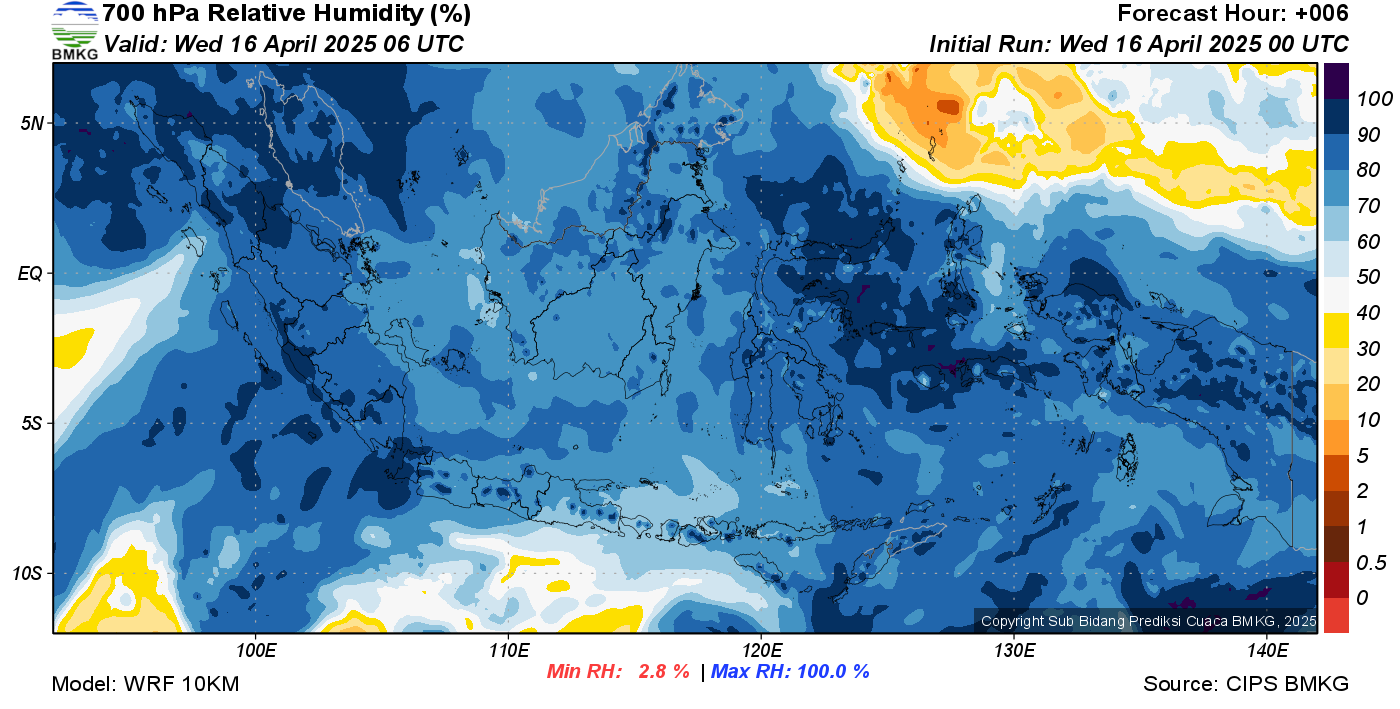 BMKG
700 hPa Relative Humidity (%)
Valid: Wed 16 April 2025 06 UTC
Forecast Hour: +006
Initial Run: Wed 16 April 2025 00 UTC
5N
EQ
5S
10S
100E
110E
120E
130E
140E
100
90
80
70
60
50
40
30
20
10
5
2
1
0.5
0
Copyright Sub Bidang Prediksi Cuaca BMKG, 2025
Min RH: 2.8 % | Max RH: 100.0 %
Model: WRF 10KM
Source: CIPS BMKG